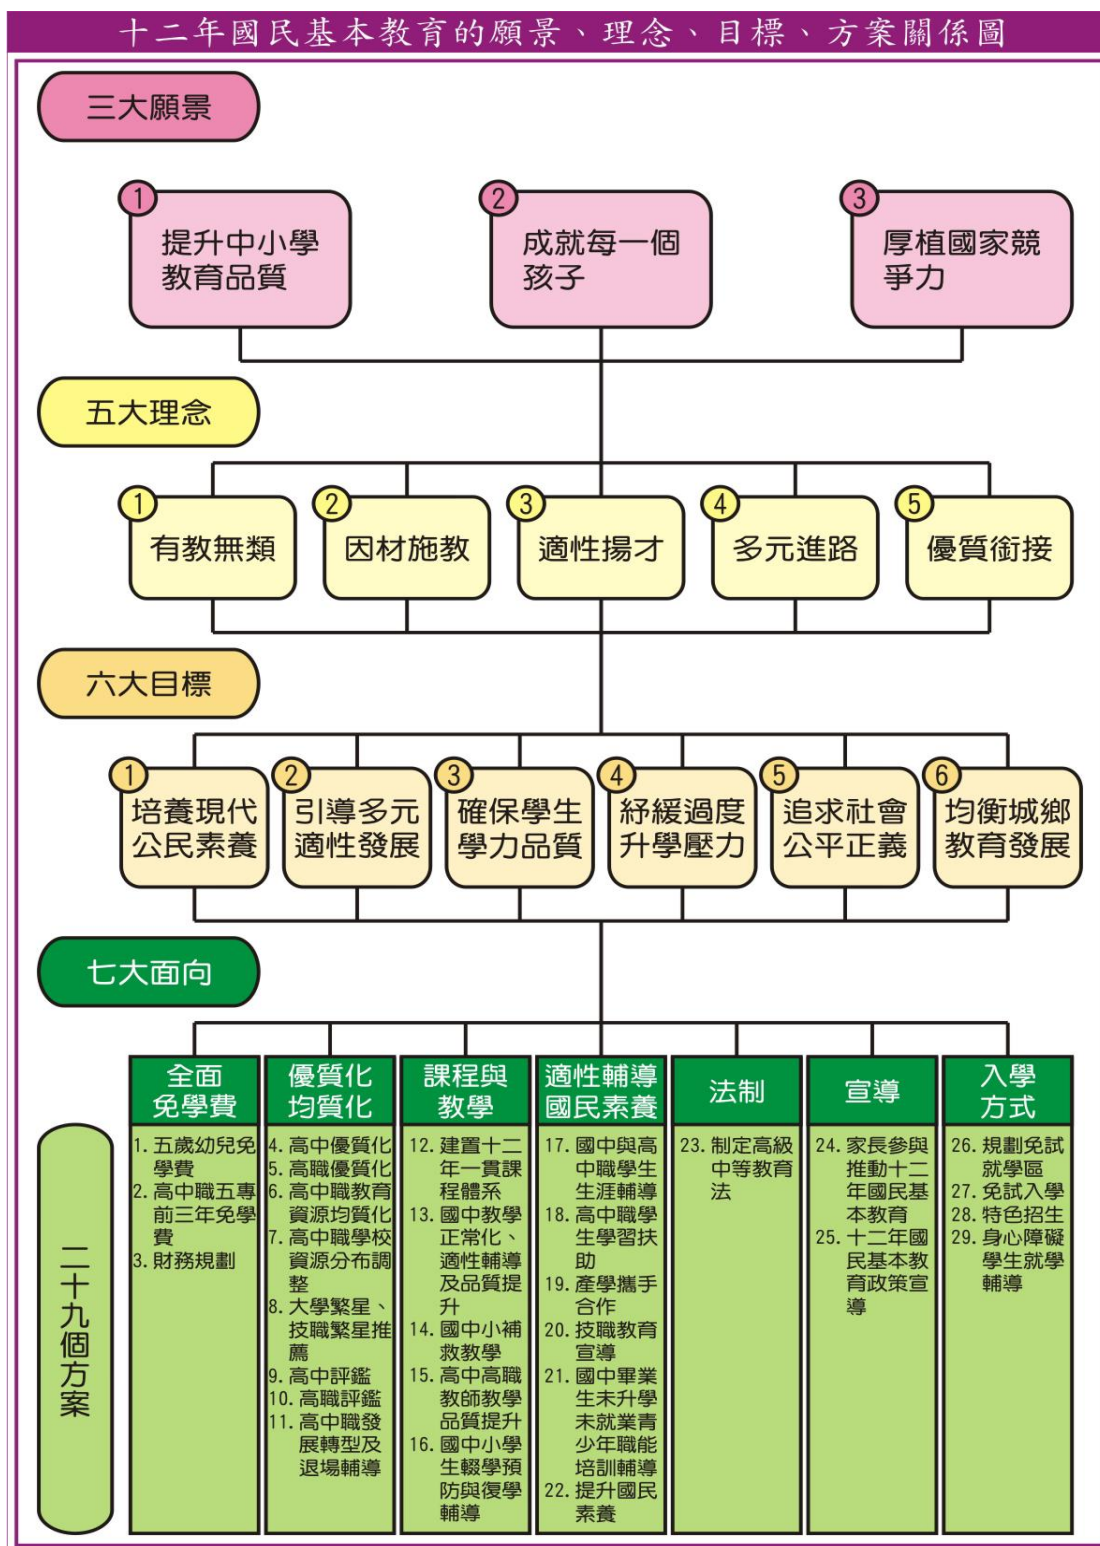 十二年國民基本教育的願景、理念、目標、方案關係圖
三大願景
1
提升中小學
教育品質
2
成就每一個
孩子
3
厚植國家競
爭力
五大理念
1
有教無類
2
因材施教
3
適性揚才
4
多元進路
5
優質銜接
六大目標
1
培養現代
公民素養
2
引導多元
適性發展
3
確保學生
學力品質
4
紓緩過度
升學壓力
5
追求社會
公平正義
6
均衡城鄉
教育發展
七大面向
二十九個方案
全面
免學費
1. 五歲幼兒免
學費
2. 高中職五專
前三年免學
費
3. 財務規劃
優質化
均質化
4. 高中優質化
5. 高職優質化
6. 高中職教育
資源均質化
7. 高中職學校
資源分布調
整
8. 大學繁星、
技職繁星推
薦
9. 高中評鑑
10. 高職評鑑
11. 高中職發
展轉型及
退場輔導
課程與
教學
12. 建置十二
年一貫課
程體系
13. 國中教學
正常化、
適性輔導
及品質提
升
14. 國中小補
救教學
15. 高中高職
教師教學
品質提升
16. 國中小學
生輟學預
防與復學
輔導
適性輔導
國民素養
17. 國中與高
中職學生
生涯輔導
18. 高中職學
生學習扶
助
19. 產學攜手
合作
20. 技職教育
宣導
21. 國中畢業
生未升學
未就業青
少年職能
培訓輔導
22. 提升國民
素養
法制
23. 制定高級
中等教育
法
宣導
24. 家長參與
推動十二
年國民基
本教育
25. 十二年國
民基本教
育政策宣
導
入學
方式
26. 規劃免試
就學區
27. 免試入學
28. 特色招生
29. 身心障礙
學生就學
輔導